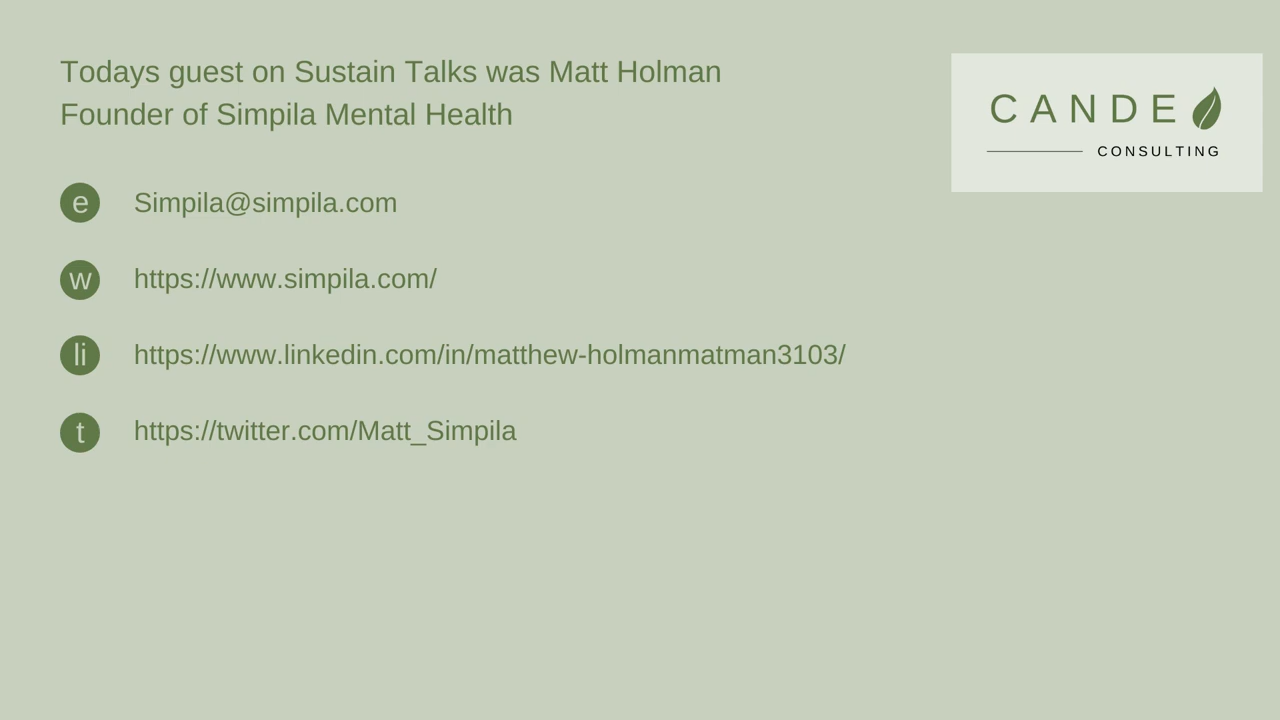 Todays guest on Sustain Talks was Matt Holman
Founder of Simpila Mental Health
CANDE
CONSULTING
e Simpila@simpila.com
w https://www.simpila.com/
li https://www.linkedin.com/in/matthew-holmanmatman3103/
t https://twitter.com/Matt_Simpila